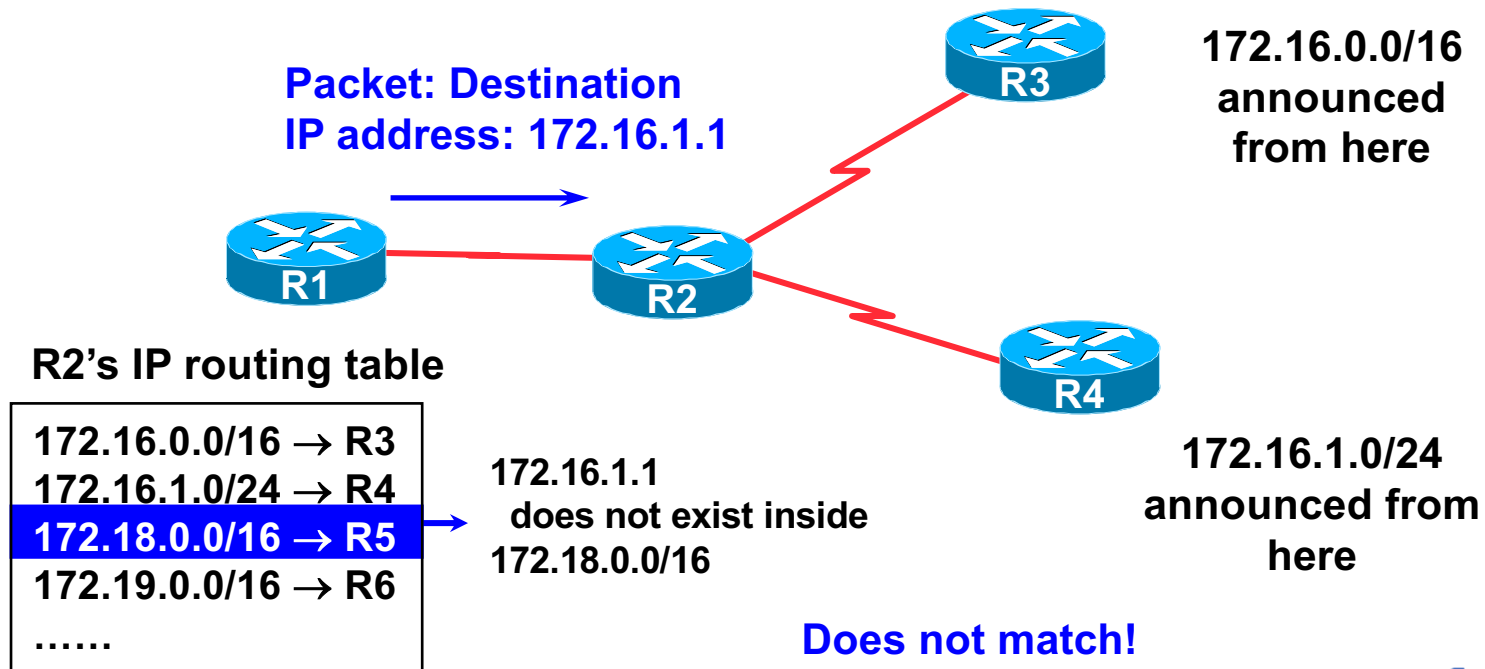 Packet: Destination
IP address: 172.16.1.1
R3
172.16.0.0/16
announced
from here
R1
R2
R4
172.16.1.0/24
announced from
here
R2’s IP routing table
172.16.0.0/16 → R3
172.16.1.0/24 → R4
172.18.0.0/16 → R5
172.19.0.0/16 → R6
……
172.16.1.1
does not exist inside
172.18.0.0/16
Does not match!